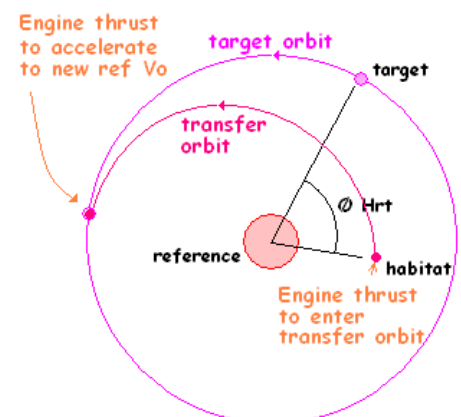 Engine thrust
to accelerate
to new ref Vo
target orbit
target
transfer
orbit
Ø Hrt
reference
habitat
Engine thrust
to enter
transfer orbit